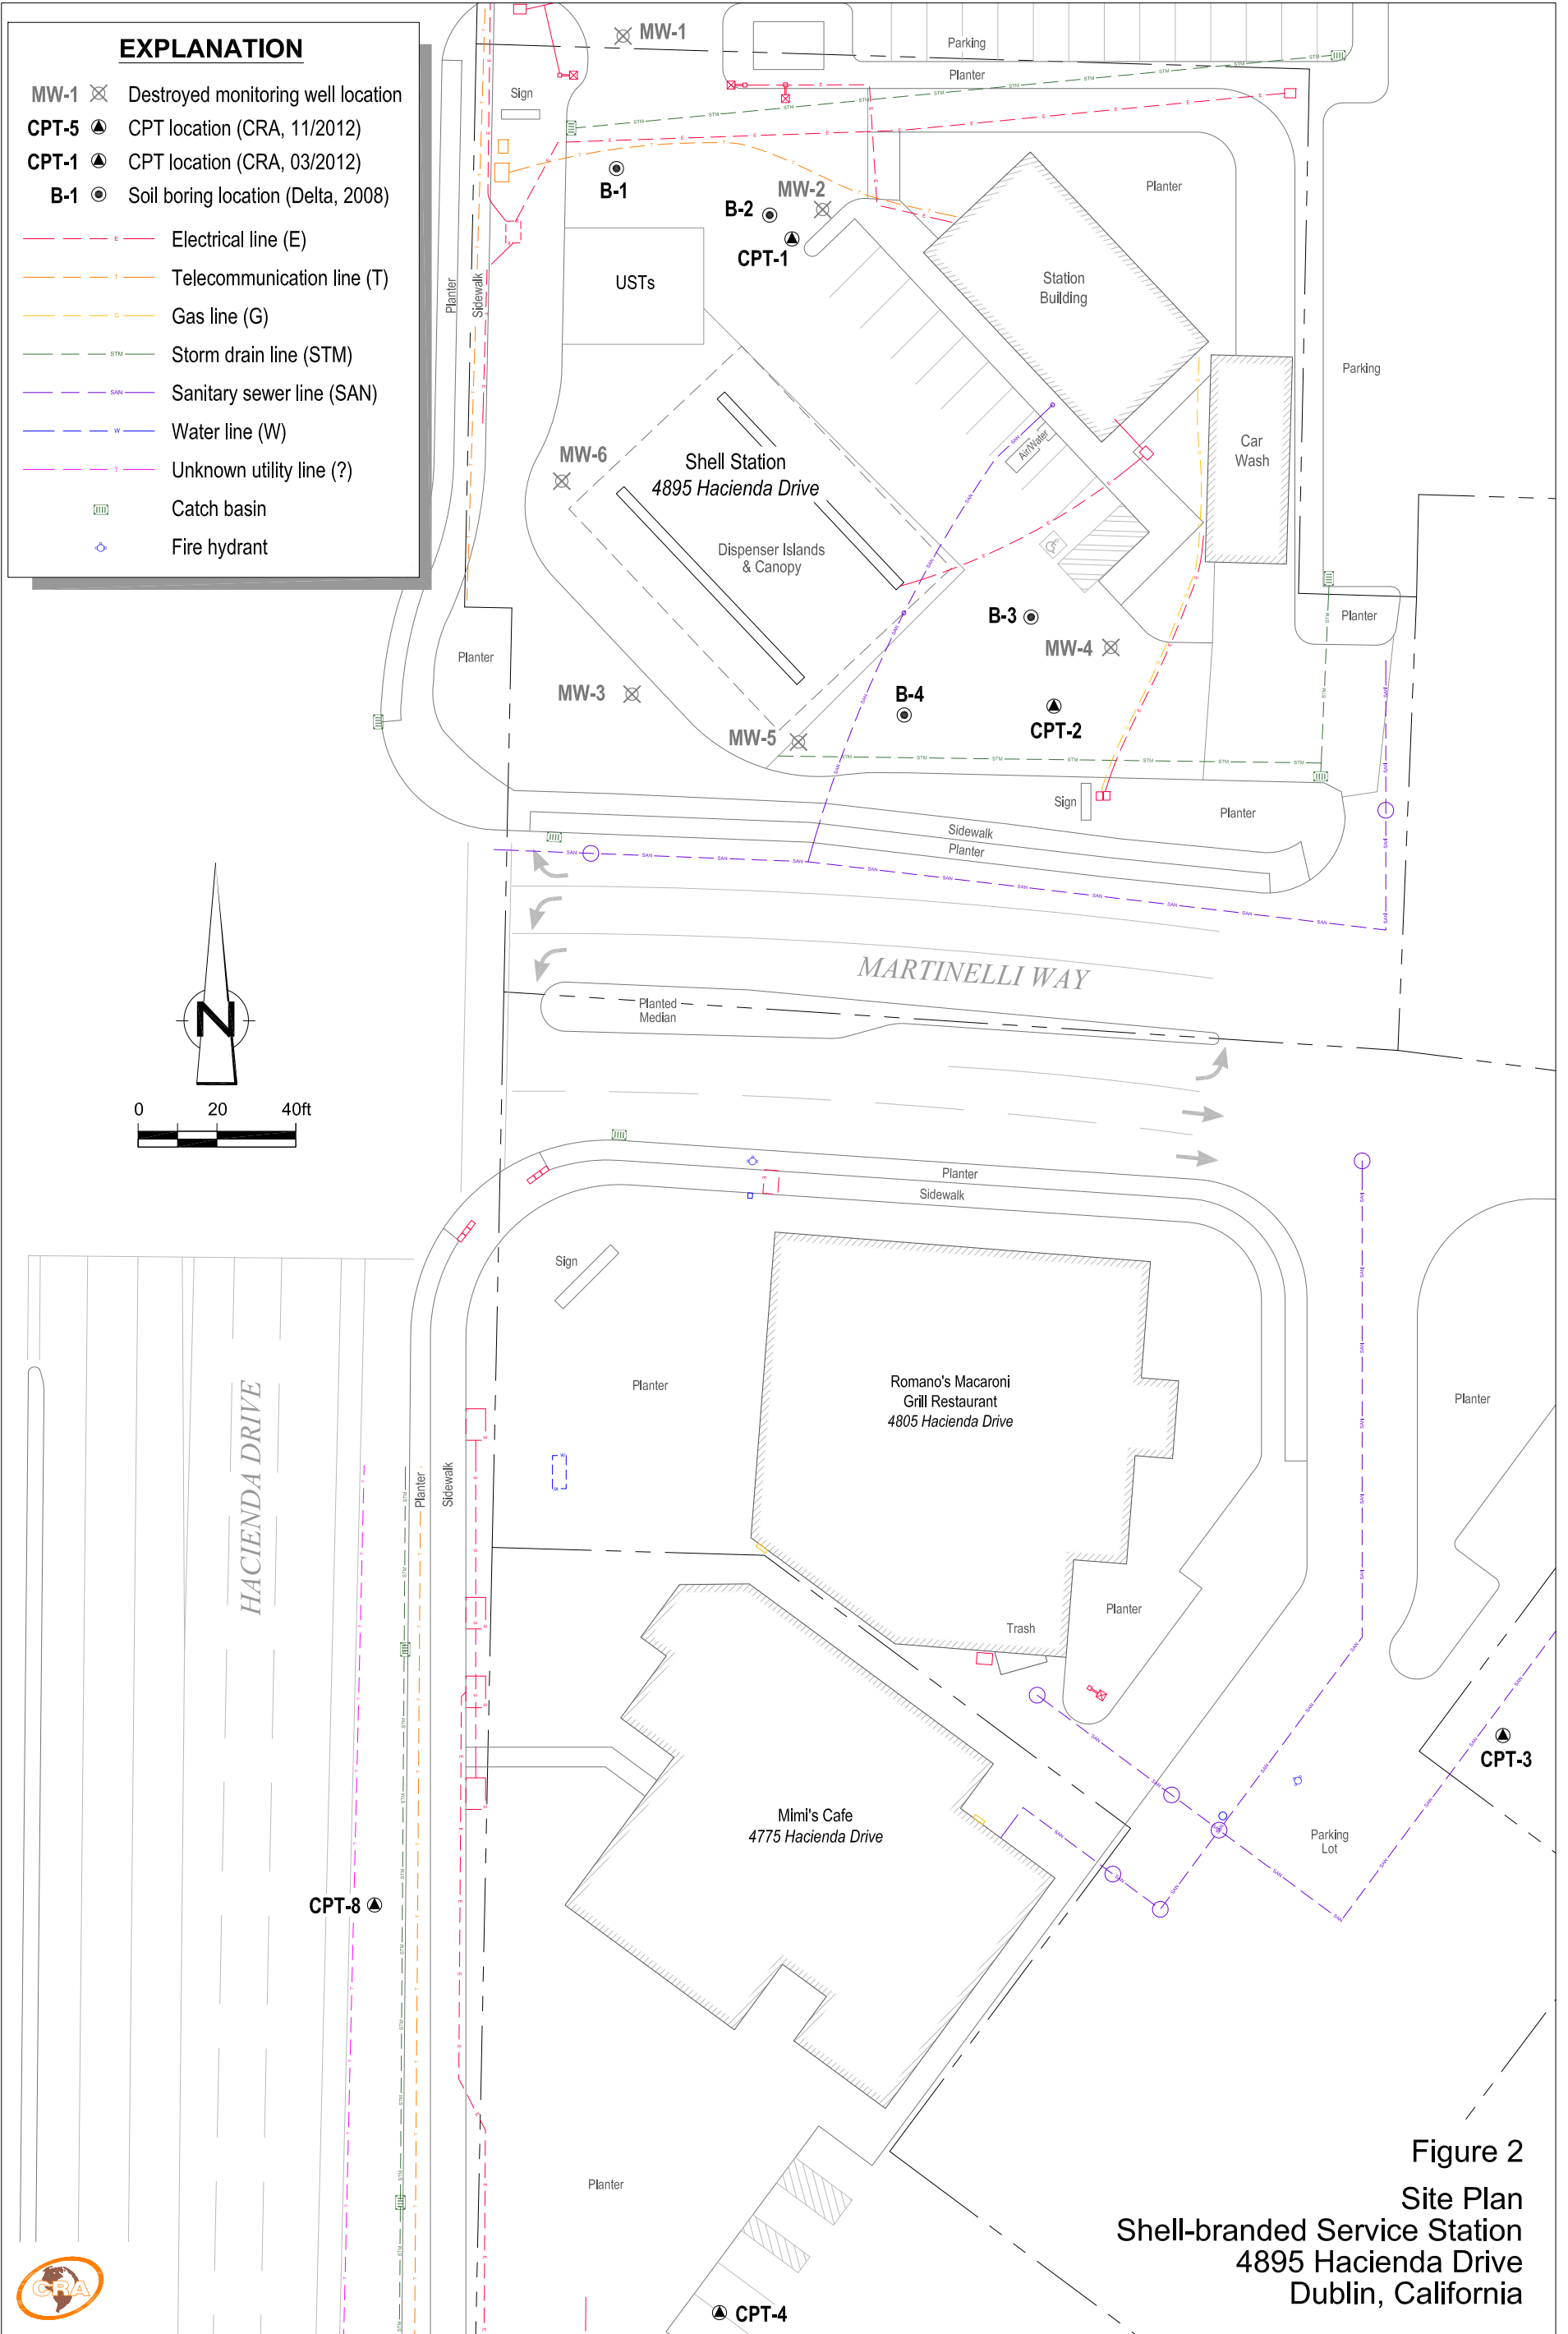 EXPLANATION
MW-1 Destroyed monitoring well location
CPT-5 CPT location (CRA, 11/2012)
CPT-1 CPT location (CRA, 03/2012)
B-1 Soil boring location (Delta, 2008)
E Electrical line (E)
T Telecommunication line (T)
G Gas line (G)
STM Storm drain line (STM)
SAN Sanitary sewer line (SAN)
W Water line (W)
? Unknown utility line (?)
Catch basin
Fire hydrant
MW-1
Parking
Planter
Sign
B-1
MW-2
B-2
CPT-1
Planter
USTs
Station
Building
Planter
Sidewalk
Parking
Air/Water
Car
Wash
MW-6
Shell Station
4895 Hacienda Drive
Dispenser Islands
& Canopy
B-3
MW-4
Planter
Planter
MW-3
B-4
CPT-2
MW-5
Sign
Planter
Sidewalk
Planter
MARTINELLI WAY
Planted
Median
N
0 20 40ft
Planter
Sidewalk
Sign
Planter
Romano's Macaroni
Grill Restaurant
4805 Hacienda Drive
Planter
HACIENDA DRIVE
Planter
Sidewalk
Trash
Planter
CPT-3
Mimi's Cafe
4775 Hacienda Drive
Parking
Lot
CPT-8
Planter
CPT-4
Figure 2
Site Plan
Shell-branded Service Station
4895 Hacienda Drive
Dublin, California
CRA